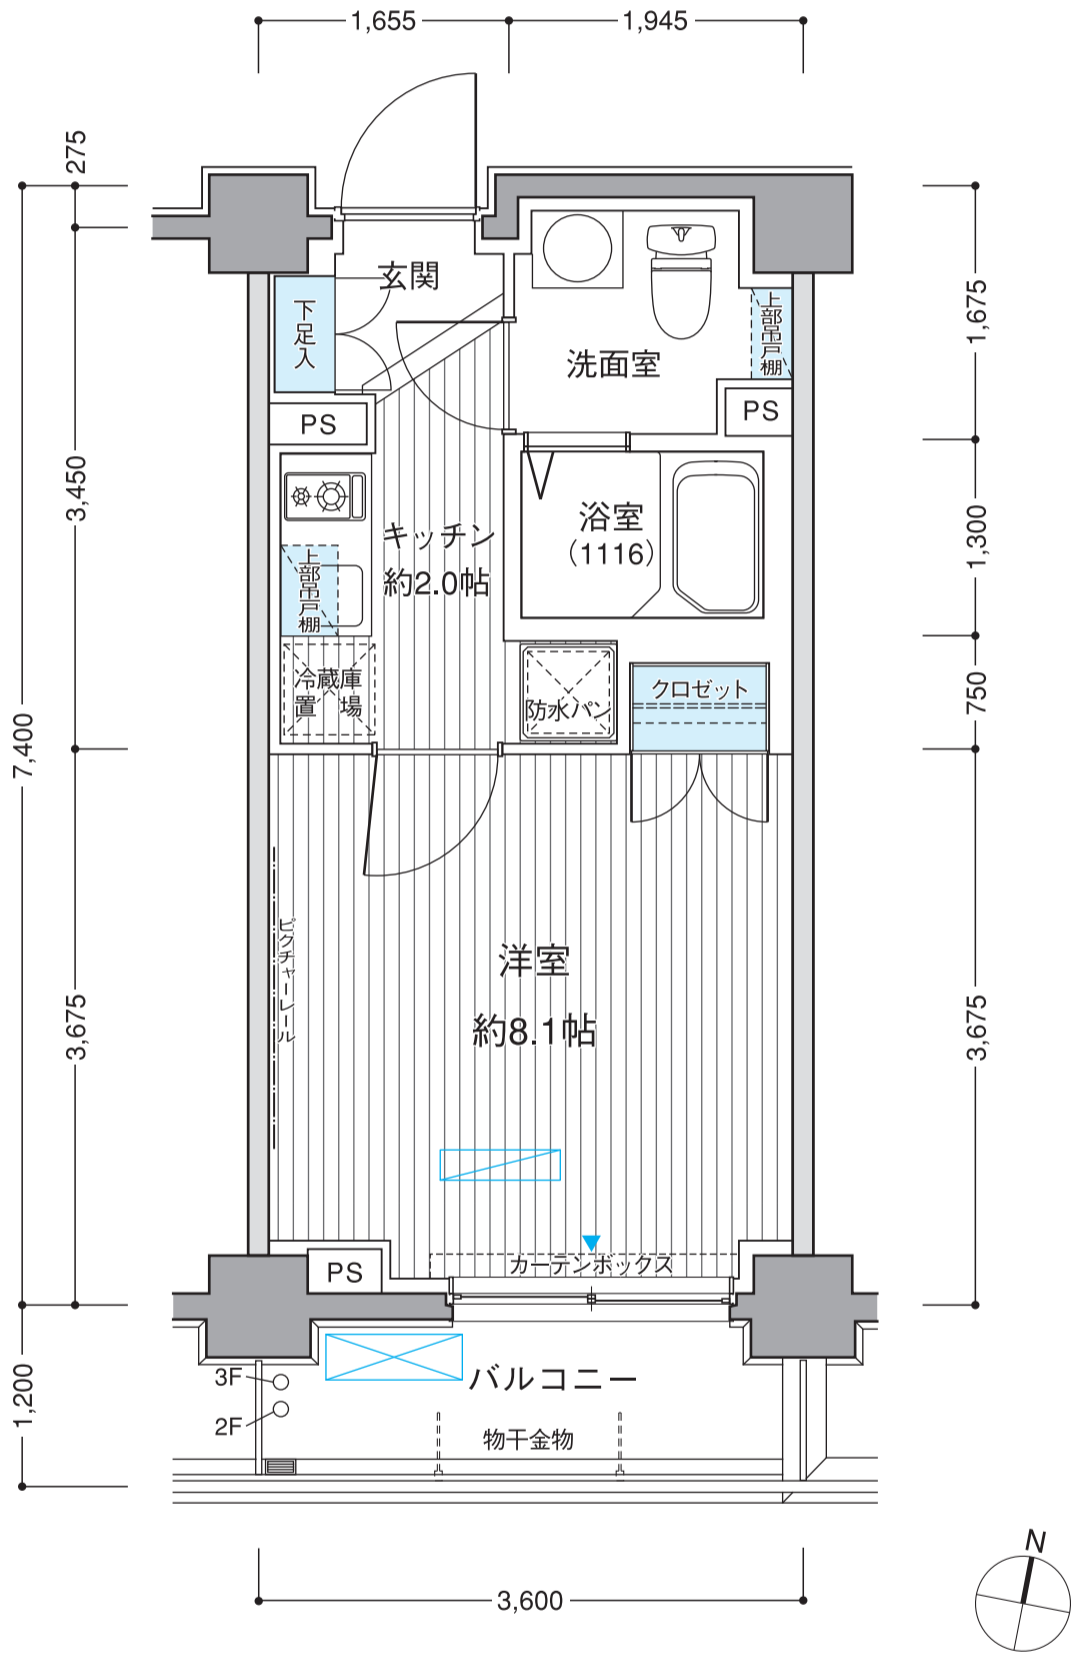 1,655
1,945
275
7,400
3,450
3,675
1,200
1,675
1,300
750
3,675
玄関
下足入
PS
洗面室
上部吊戸棚
PS
浴室
(1116)
キッチン
約2.0帖
上部吊戸棚
冷蔵庫
置場
防水パン
クロゼット
ピクチャーレール
洋室
約8.1帖
カーテンボックス
PS
バルコニー
3F
2F
物干金物
3,600
N